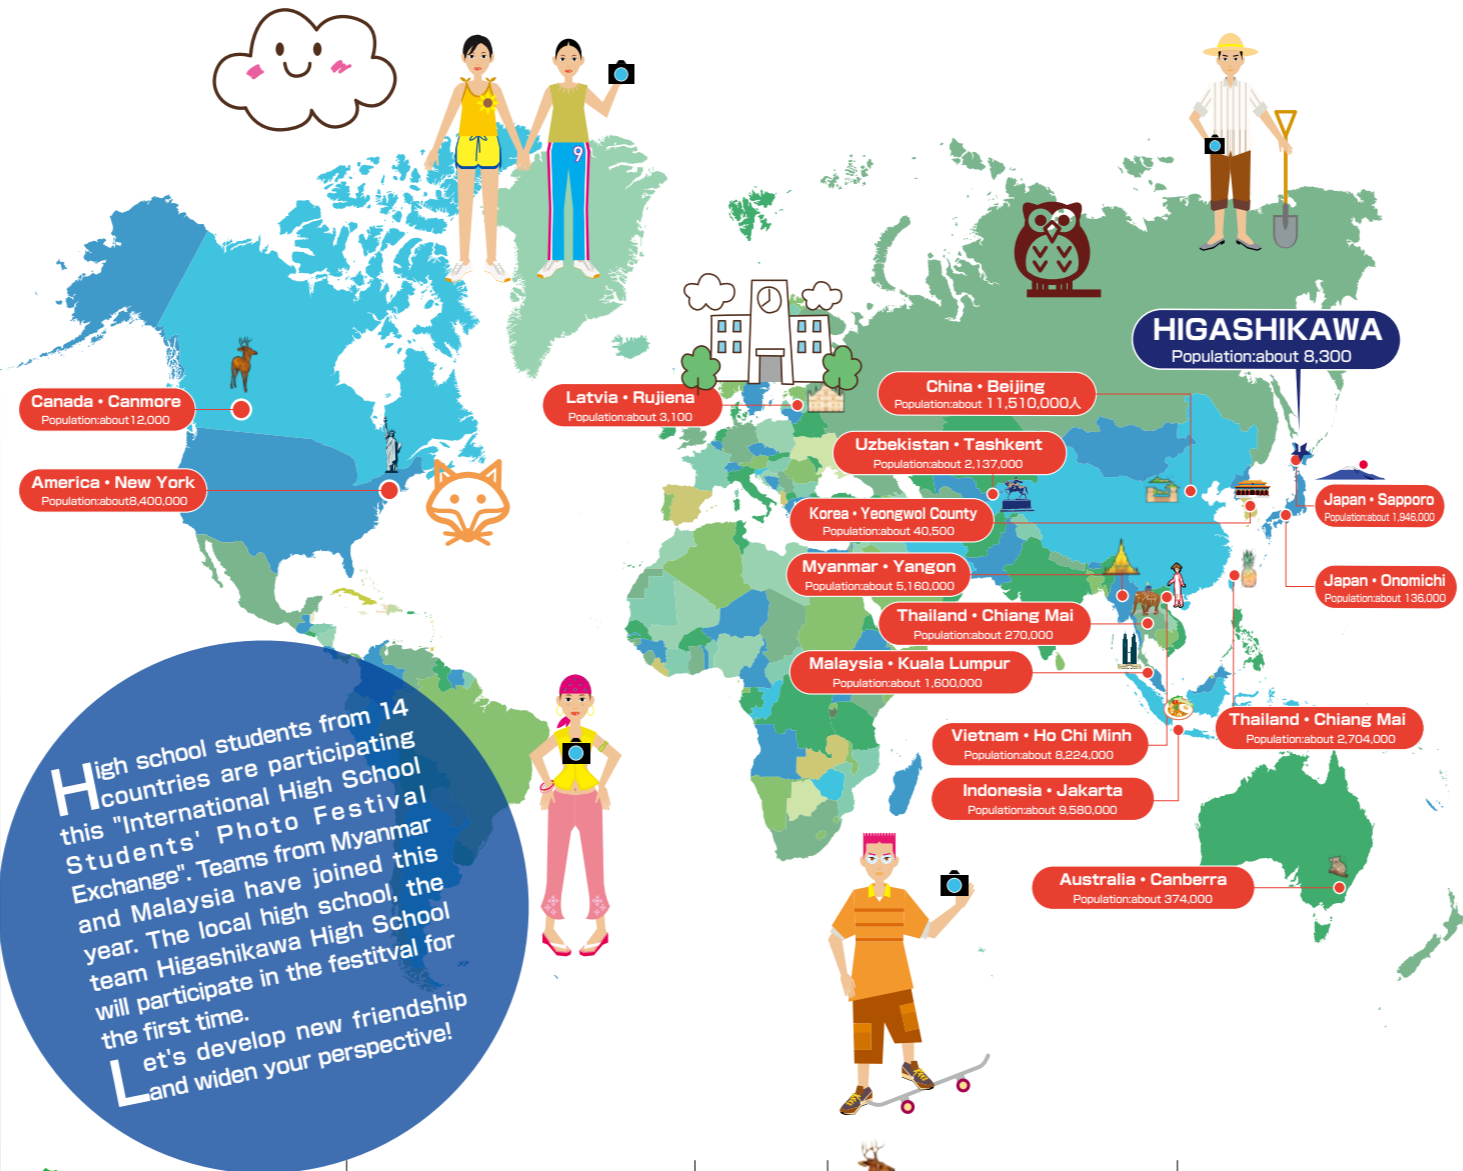 HIGASHIKAWA
Population:about 8,300
Canada・Canmore
Population:about12,000
America・New York
Population:about8,400,000
Latvia・Rujiena
Population:about 3,100
China・Beijing
Population:about 11,510,000人
Uzbekistan・Tashkent
Population:about 2,137,000
Korea・Yeongwol County
Population:about 40,500
Myanmar・Yangon
Population:about 5,160,000
Thailand・Chiang Mai
Population:about 270,000
Malaysia・Kuala Lumpur
Population:about 1,600,000
Vietnam・Ho Chi Minh
Population:about 8,224,000
Indonesia・Jakarta
Population:about 9,580,000
Japan・Sapporo
Population:about 1,946,000
Japan・Onomichi
Population:about 136,000
Thailand・Chiang Mai
Population:about 2,704,000
Australia・Canberra
Population:about 374,000
9
High school students from 14
countries are participating
this "International High School
Students' Photo Festival
Exchange". Teams from Myanmar
and Malaysia have joined this
year. The local high school, the
team Higashikawa High School
will participate in the festitval for
the first time.
Let's develop new friendship
and widen your perspective!